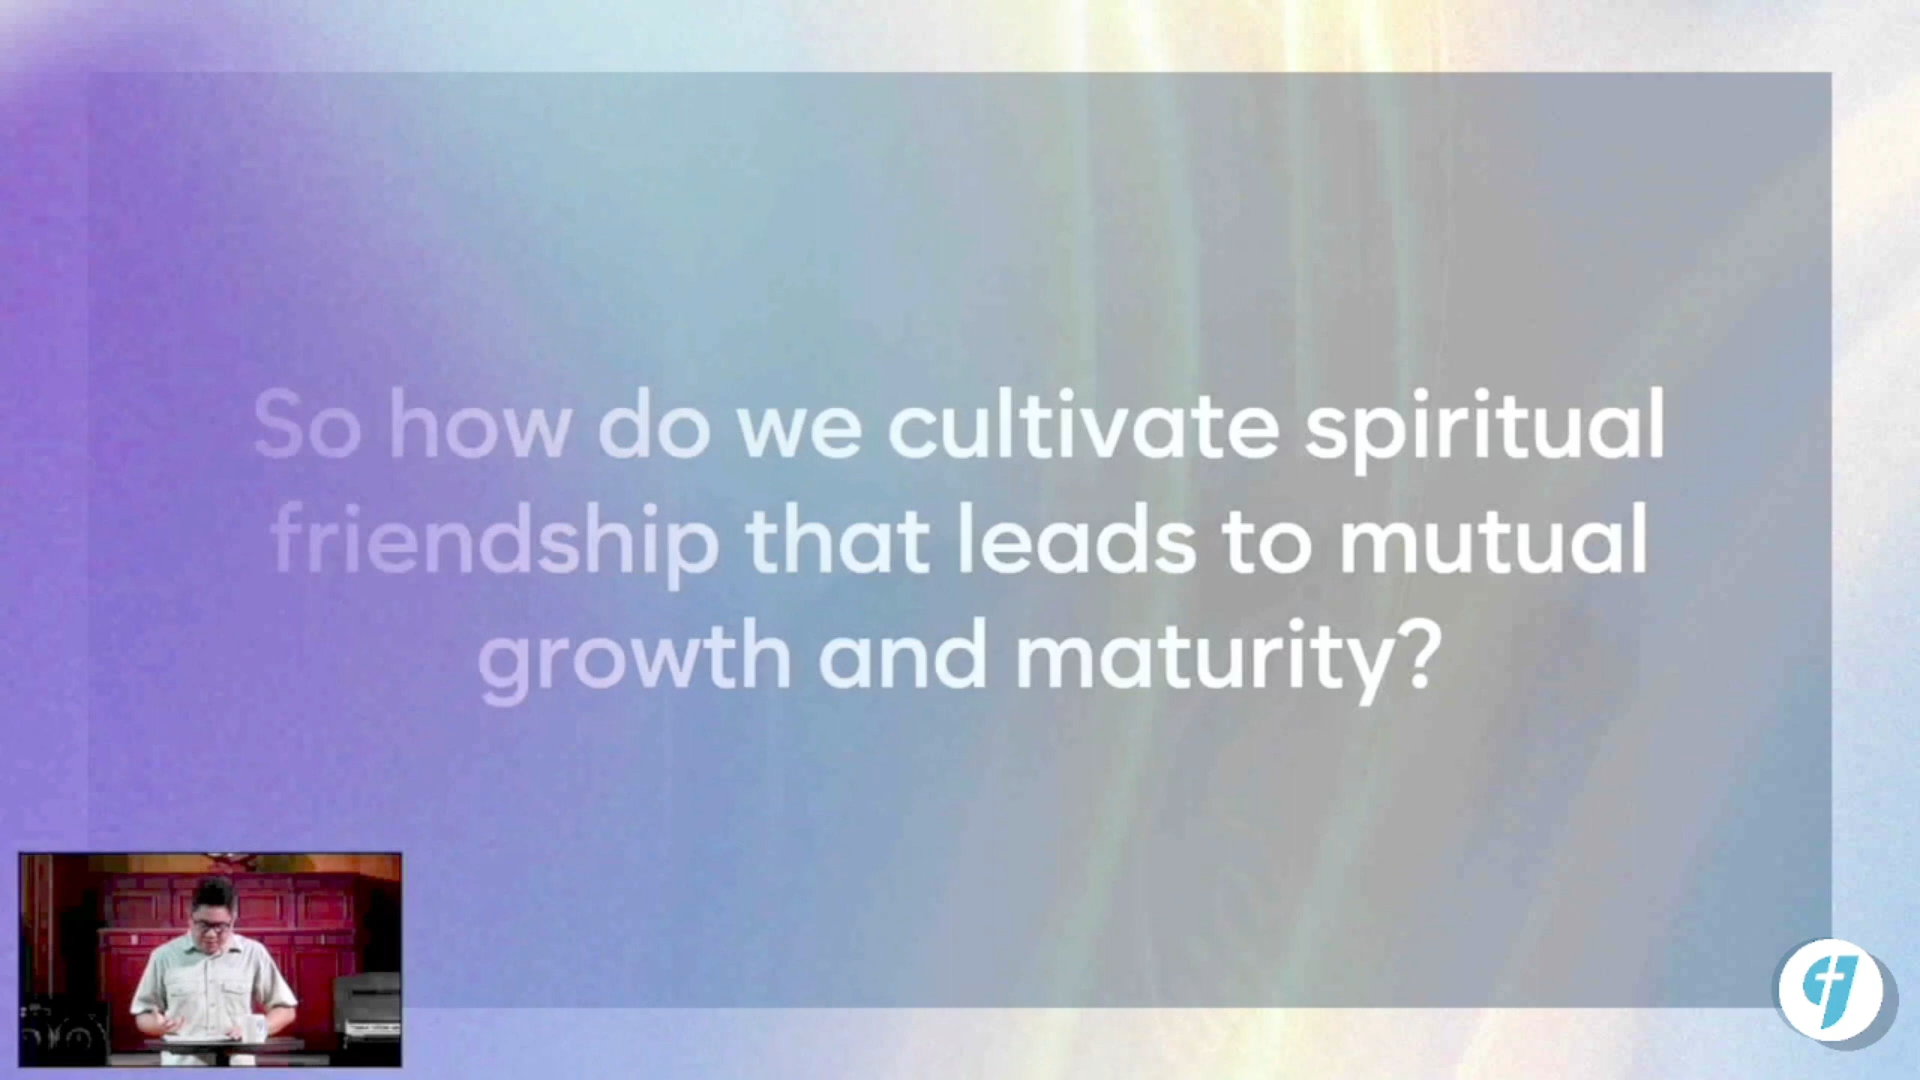 So how do we cultivate spiritual
friendship that leads to mutual
growth and maturity?